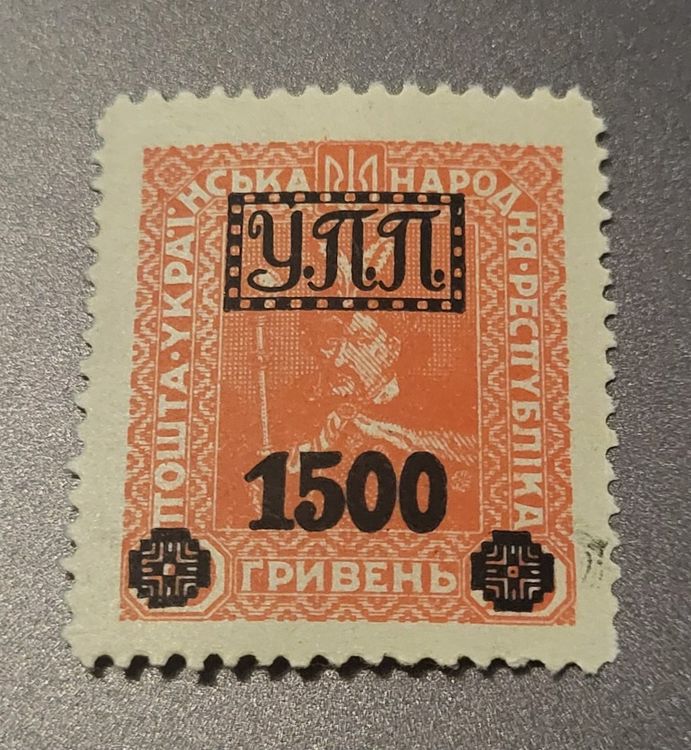 ПОШТА · УКРАЇНСЬКА НАРОДНЯ · РЕСПУБЛІКА
У.П.П.
1500
ГРИВЕНЬ